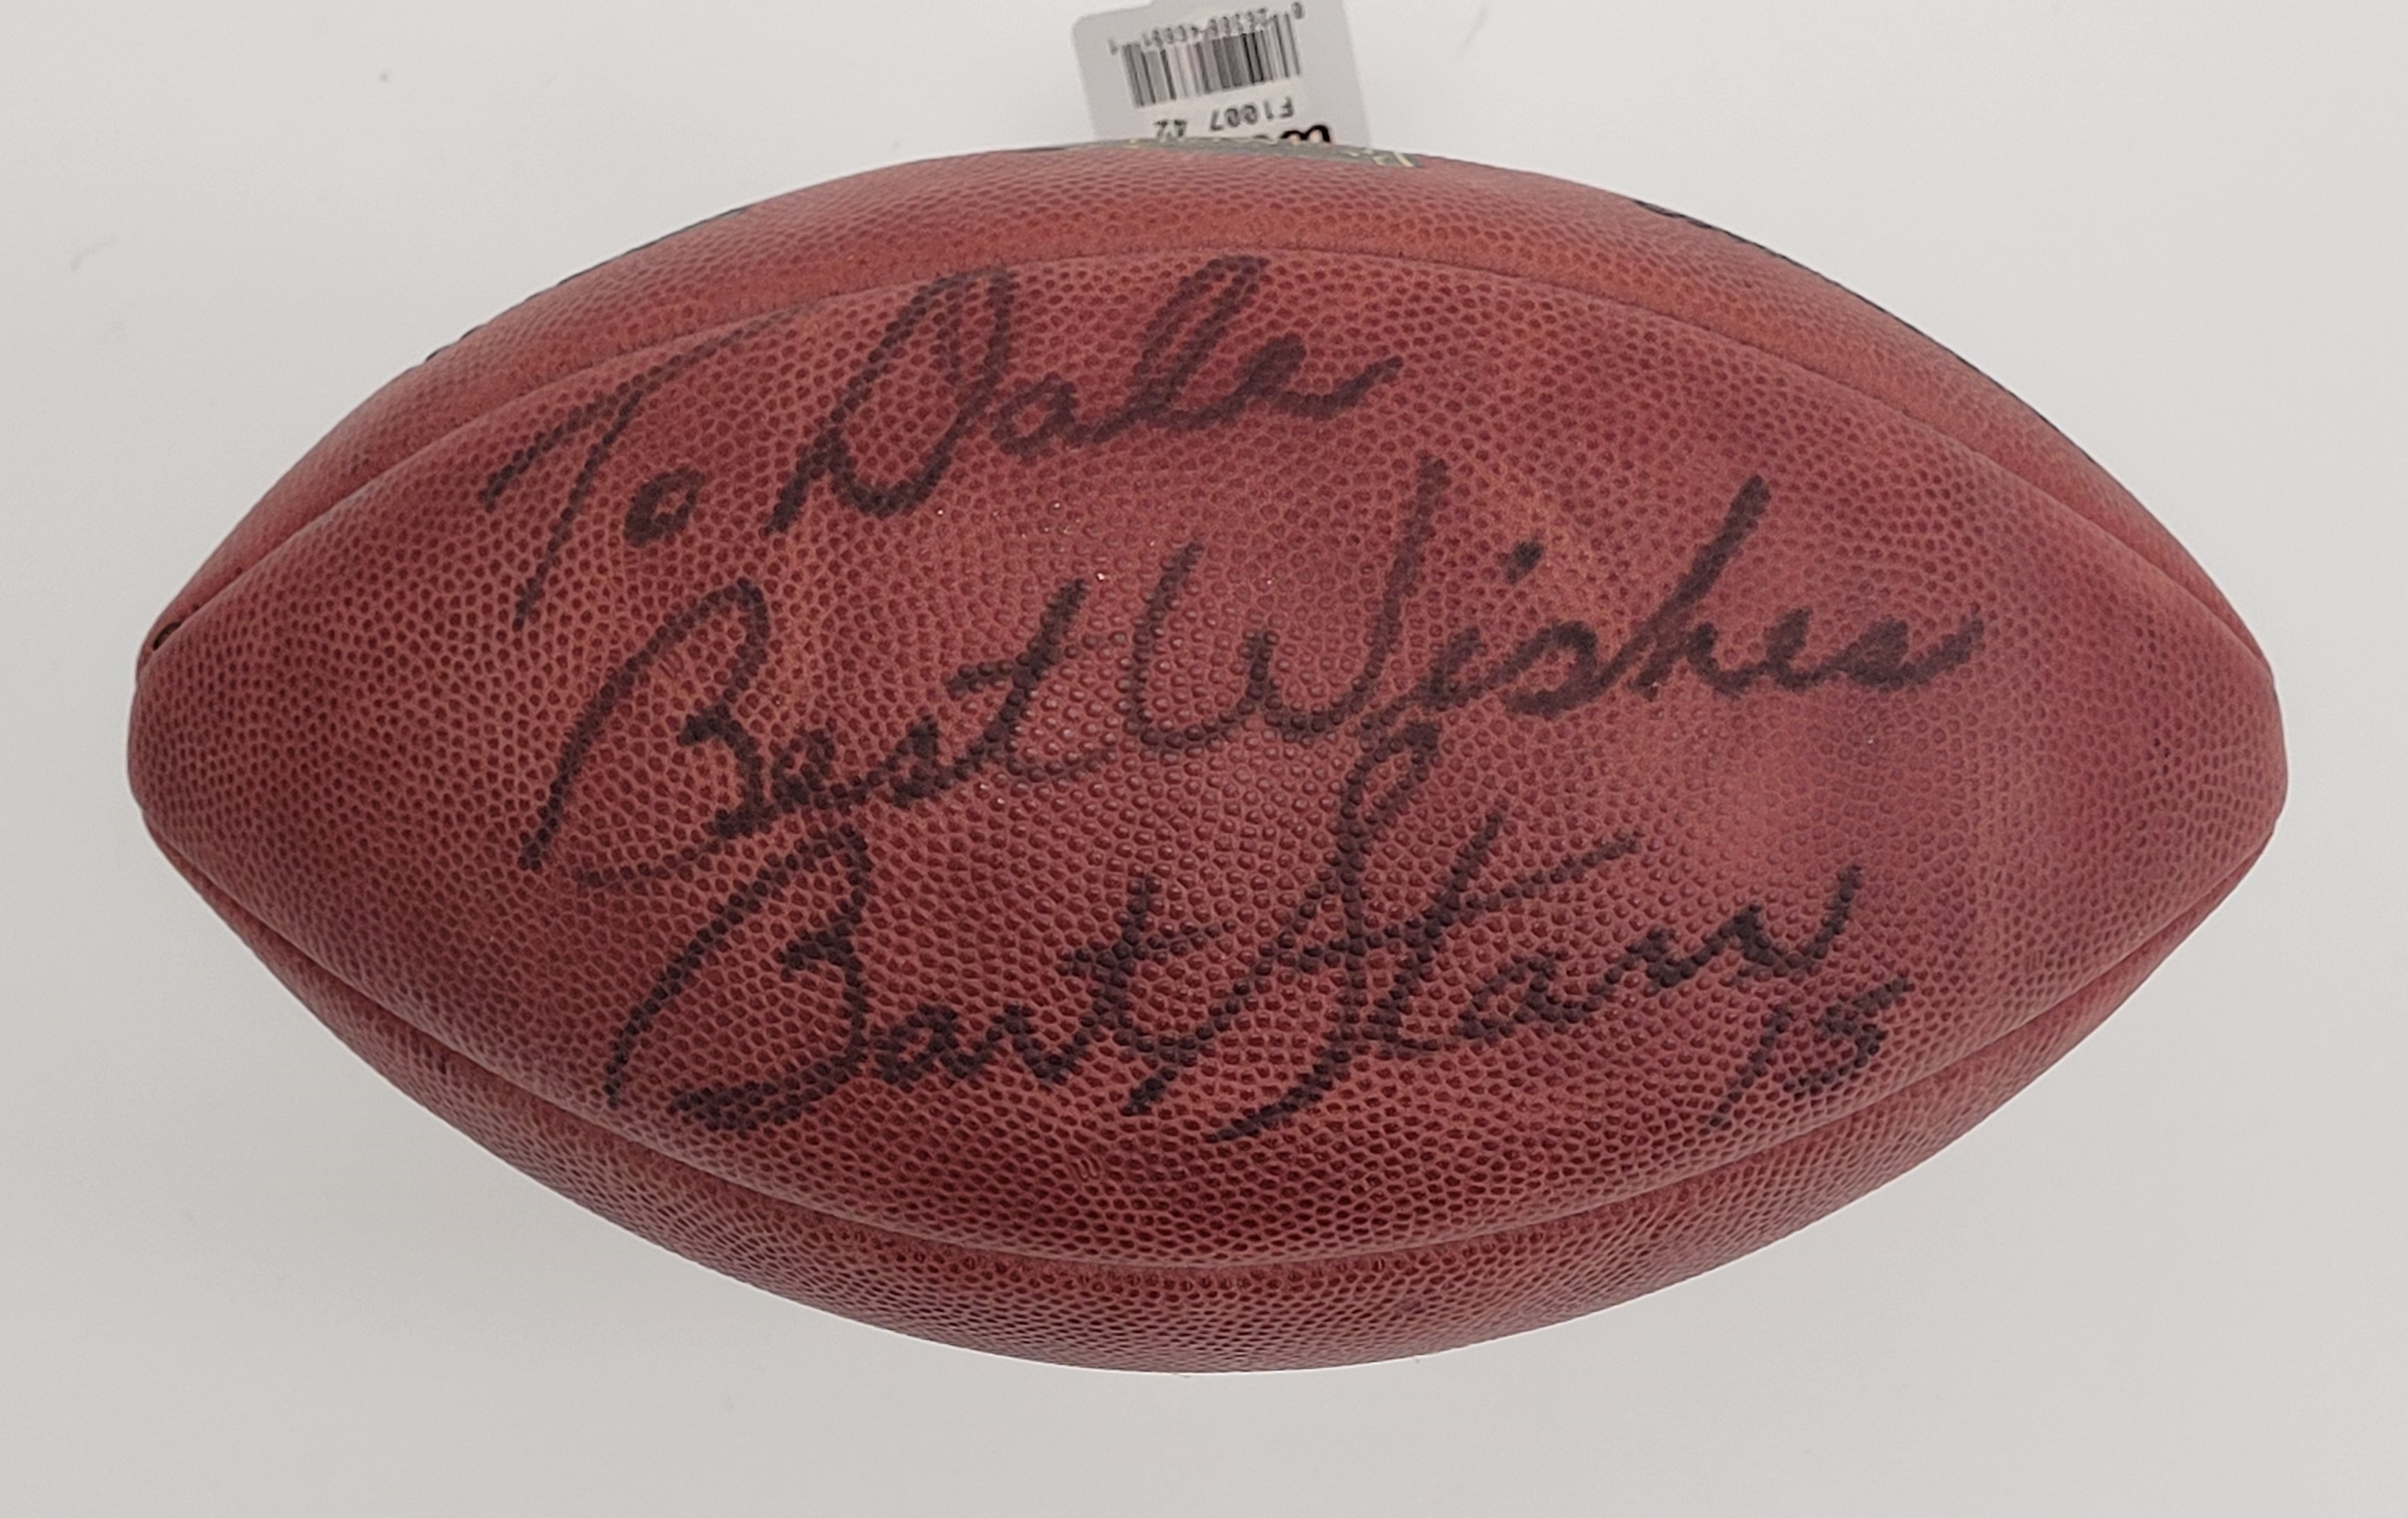 To Dale
Best Wishes
Bart Starr
15
F1007 42